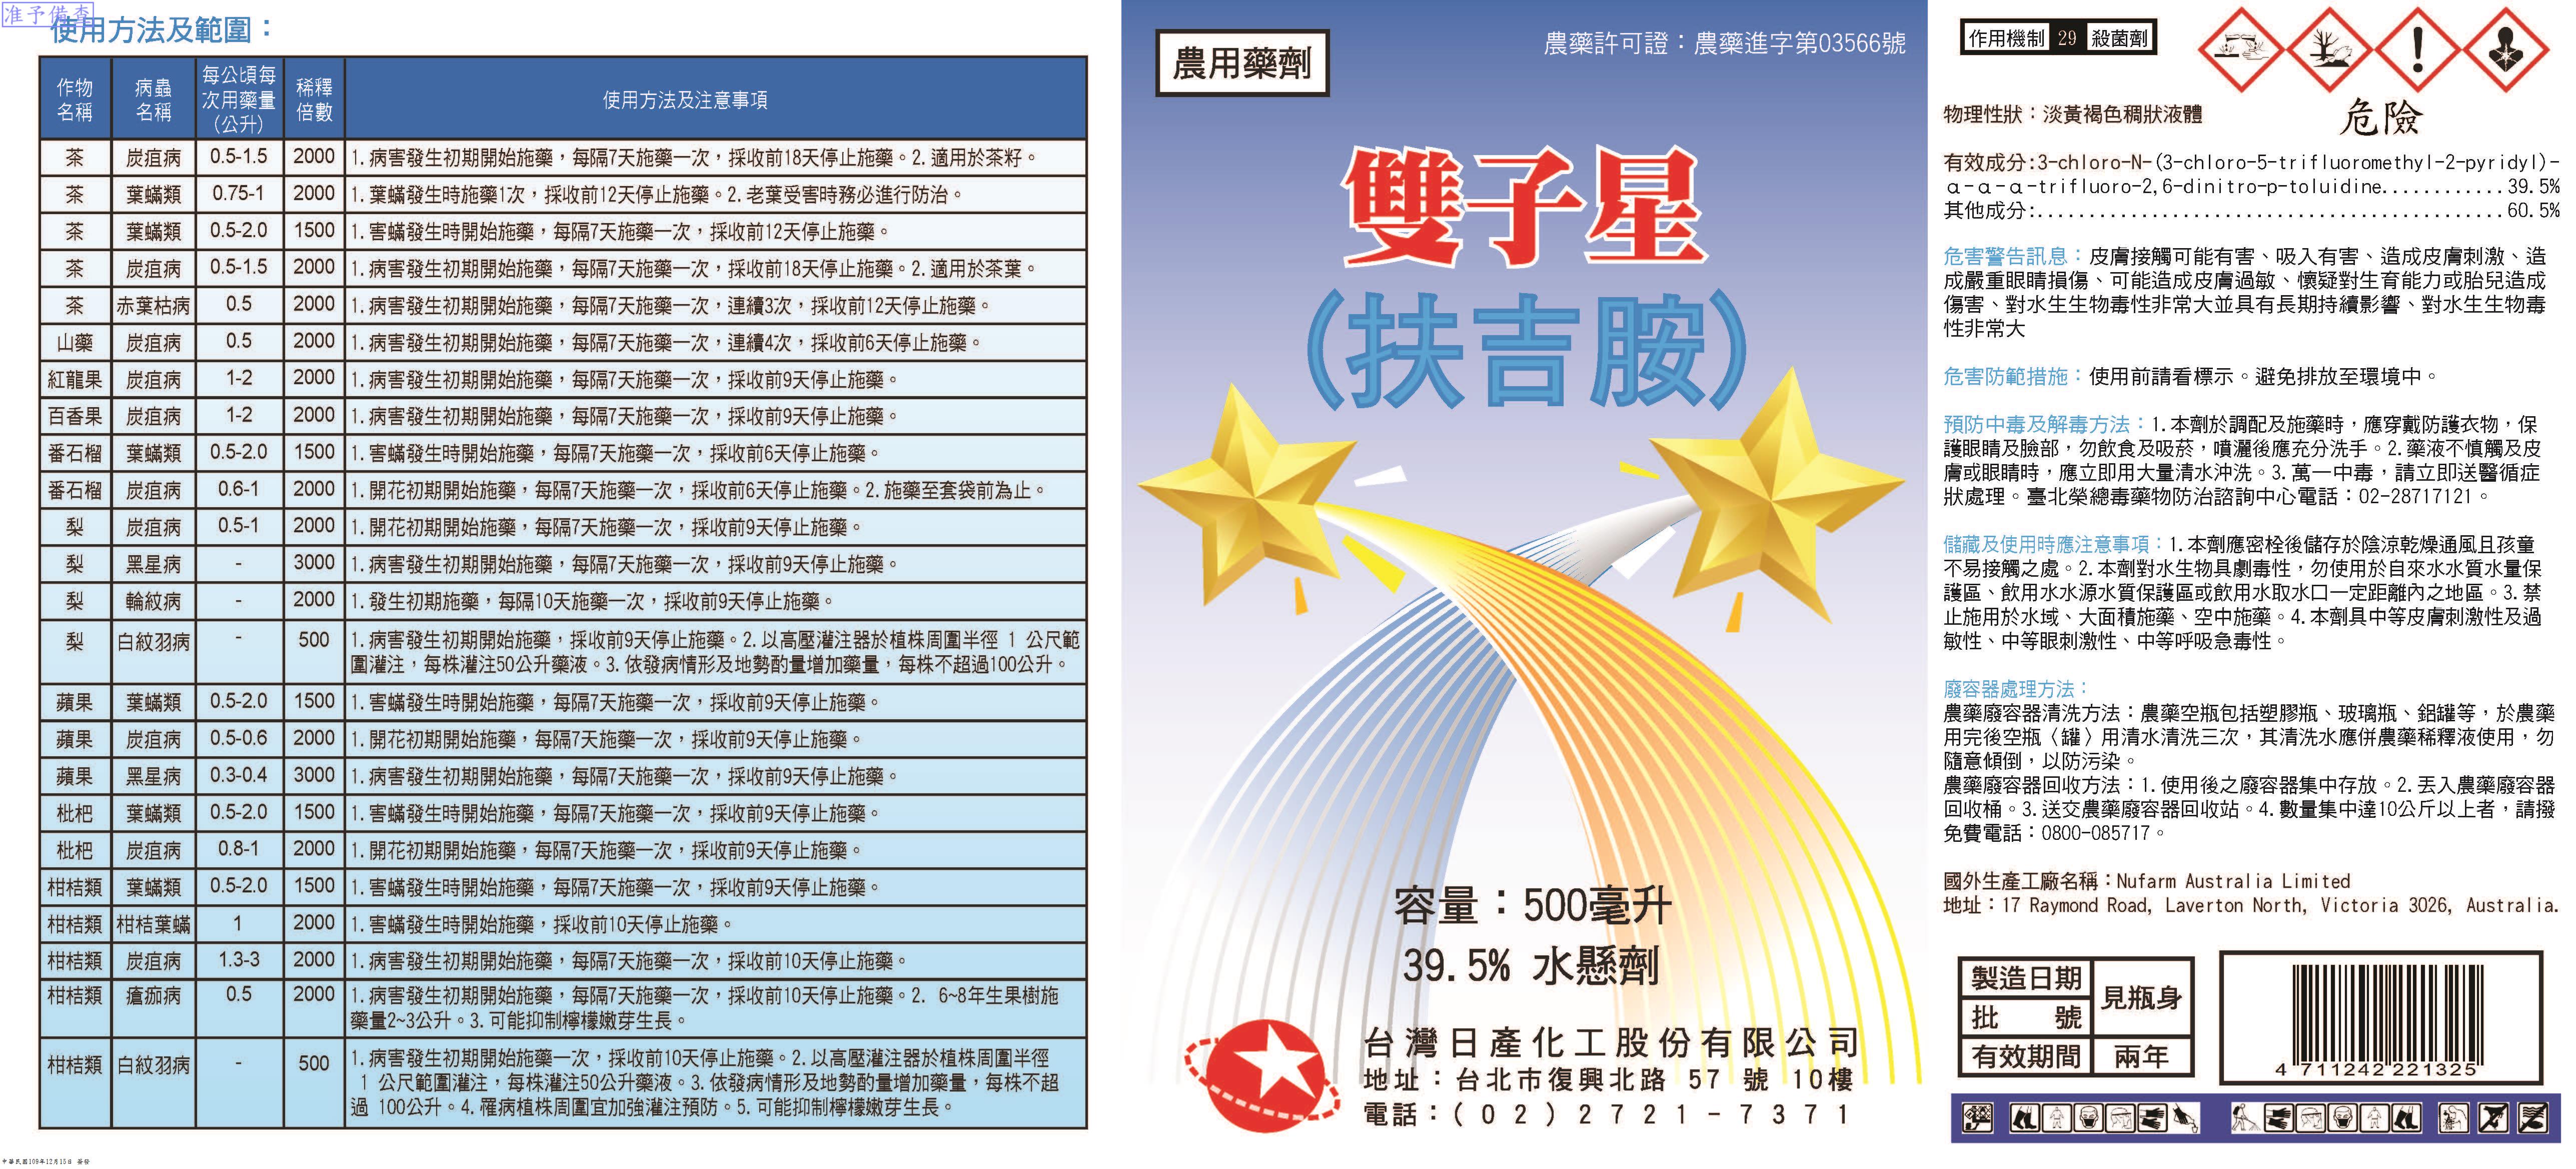 准予備查
使用方法及範圍：
作物名稱 病蟲名稱 每公頃每次用藥量(公升) 稀釋倍數 使用方法及注意事項
茶 炭疽病 0.5-1.5 2000 1.病害發生初期開始施藥，每隔7天施藥一次，採收前18天停止施藥。2.適用於茶籽。
茶 葉蟎類 0.75-1 2000 1.葉蟎發生時施藥1次，採收前12天停止施藥。2.老葉受害時務必進行防治。
茶 葉蟎類 0.5-2.0 1500 1.害蟎發生時開始施藥，每隔7天施藥一次，採收前12天停止施藥。
茶 炭疽病 0.5-1.5 2000 1.病害發生初期開始施藥，每隔7天施藥一次，採收前18天停止施藥。2.適用於茶葉。
茶 赤葉枯病 0.5 2000 1.病害發生初期開始施藥，每隔7天施藥一次，連續3次，採收前12天停止施藥。
山藥 炭疽病 0.5 2000 1.病害發生初期開始施藥，每隔7天施藥一次，連續4次，採收前6天停止施藥。
紅龍果 炭疽病 1-2 2000 1.病害發生初期開始施藥，每隔7天施藥一次，採收前9天停止施藥。
百香果 炭疽病 1-2 2000 1.病害發生初期開始施藥，每隔7天施藥一次，採收前9天停止施藥。
番石榴 葉蟎類 0.5-2.0 1500 1.害蟎發生時開始施藥，每隔7天施藥一次，採收前6天停止施藥。
番石榴 炭疽病 0.6-1 2000 1.開花初期開始施藥，每隔7天施藥一次，採收前6天停止施藥。2.施藥至套袋前為止。
梨 炭疽病 0.5-1 2000 1.開花初期開始施藥，每隔7天施藥一次，採收前9天停止施藥。
梨 黑星病 - 3000 1.病害發生初期開始施藥，每隔7天施藥一次，採收前9天停止施藥。
梨 輪紋病 - 2000 1.發生初期施藥，每隔10天施藥一次，採收前9天停止施藥。
梨 白紋羽病 - 500 1.病害發生初期開始施藥，採收前9天停止施藥。2.以高壓灌注器於植株周圍半徑 1 公尺範
圍灌注，每株灌注50公升藥液。3.依發病情形及地勢酌量增加藥量，每株不超過100公升。
蘋果 葉蟎類 0.5-2.0 1500 1.害蟎發生時開始施藥，每隔7天施藥一次，採收前9天停止施藥。
蘋果 炭疽病 0.5-0.6 2000 1.開花初期開始施藥，每隔7天施藥一次，採收前9天停止施藥。
蘋果 黑星病 0.3-0.4 3000 1.病害發生初期開始施藥，每隔7天施藥一次，採收前9天停止施藥。
枇杷 葉蟎類 0.5-2.0 1500 1.害蟎發生時開始施藥，每隔7天施藥一次，採收前9天停止施藥。
枇杷 炭疽病 0.8-1 2000 1.開花初期開始施藥，每隔7天施藥一次，採收前9天停止施藥。
柑桔類 葉蟎類 0.5-2.0 1500 1.害蟎發生時開始施藥，每隔7天施藥一次，採收前9天停止施藥。
柑桔類 柑桔葉蟎 1 2000 1.害蟎發生時開始施藥，採收前10天停止施藥。
柑桔類 炭疽病 1.3-3 2000 1.病害發生初期開始施藥，每隔7天施藥一次，採收前10天停止施藥。
柑桔類 瘡痂病 0.5 2000 1.病害發生初期開始施藥，每隔7天施藥一次，採收前10天停止施藥。2. 6~8年生果樹施
藥量2~3公升。3.可能抑制檸檬嫩芽生長。
柑桔類 白紋羽病 - 500 1.病害發生初期開始施藥一次，採收前10天停止施藥。2.以高壓灌注器於植株周圍半徑
1 公尺範圍灌注，每株灌注50公升藥液。3.依發病情形及地勢酌量增加藥量，每株不超
過 100公升。4.罹病植株周圍宜加強灌注預防。5.可能抑制檸檬嫩芽生長。
中華民國109年12月15日 簽發
農用藥劑
農藥許可證：農藥進字第03566號
雙子星
(扶吉胺)
容量：500毫升
39.5% 水懸劑
台灣日產化工股份有限公司
地址：台北市復興北路 57 號 10樓
電話：(02)2721-7371
作用機制 29 殺菌劑
物理性狀：淡黃褐色稠狀液體
危險
有效成分:3-chloro-N-(3-chloro-5-trifluoromethyl-2-pyridyl)-
α-α-α-trifluoro-2,6-dinitro-p-toluidine............39.5%
其他成分:.............................................60.5%
危害警告訊息：皮膚接觸可能有害、吸入有害、造成皮膚刺激、造
成嚴重眼睛損傷、可能造成皮膚過敏、懷疑對生育能力或胎兒造成
傷害、對水生生物毒性非常大並具有長期持續影響、對水生生物毒
性非常大
危害防範措施：使用前請看標示。避免排放至環境中。
預防中毒及解毒方法：1.本劑於調配及施藥時，應穿戴防護衣物，保
護眼睛及臉部，勿飲食及吸菸，噴灑後應充分洗手。2.藥液不慎觸及皮
膚或眼睛時，應立即用大量清水沖洗。3.萬一中毒，請立即送醫循症
狀處理。臺北榮總毒藥物防治諮詢中心電話：02-28717121。
儲藏及使用時應注意事項：1.本劑應密栓後儲存於陰涼乾燥通風且孩童
不易接觸之處。2.本劑對水生物具劇毒性，勿使用於自來水水質水量保
護區、飲用水水源水質保護區或飲用水取水口一定距離內之地區。3.禁
止施用於水域、大面積施藥、空中施藥。4.本劑具中等皮膚刺激性及過
敏性、中等眼刺激性、中等呼吸急毒性。
廢容器處理方法：
農藥廢容器清洗方法：農藥空瓶包括塑膠瓶、玻璃瓶、鋁罐等，於農藥
用完後空瓶〈罐〉用清水清洗三次，其清洗水應併農藥稀釋液使用，勿
隨意傾倒，以防污染。
農藥廢容器回收方法：1.使用後之廢容器集中存放。2.丟入農藥廢容器
回收桶。3.送交農藥廢容器回收站。4.數量集中達10公斤以上者，請撥
免費電話：0800-085717。
國外生產工廠名稱：Nufarm Australia Limited
地址：17 Raymond Road, Laverton North, Victoria 3026, Australia.
製造日期 見瓶身
批 號
有效期間 兩年
4 711242 221325